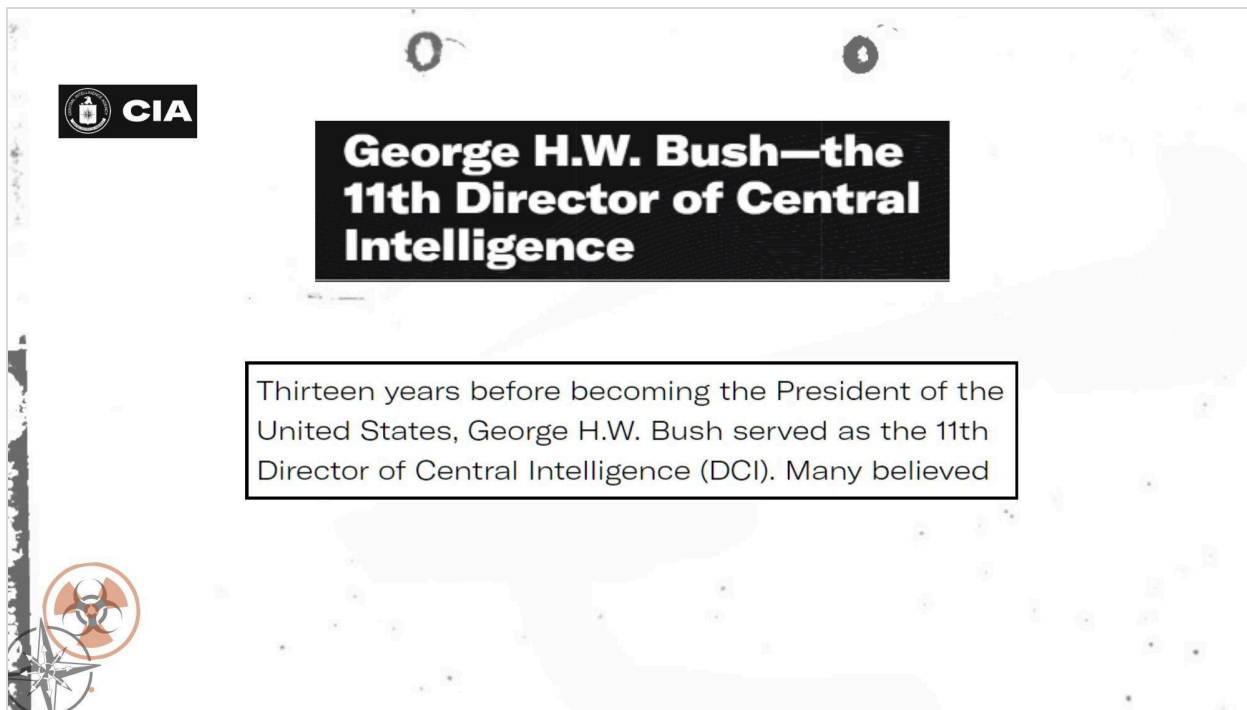 CIA
George H.W. Bush—the
11th Director of Central
Intelligence
Thirteen years before becoming the President of the
United States, George H.W. Bush served as the 11th
Director of Central Intelligence (DCI). Many believed